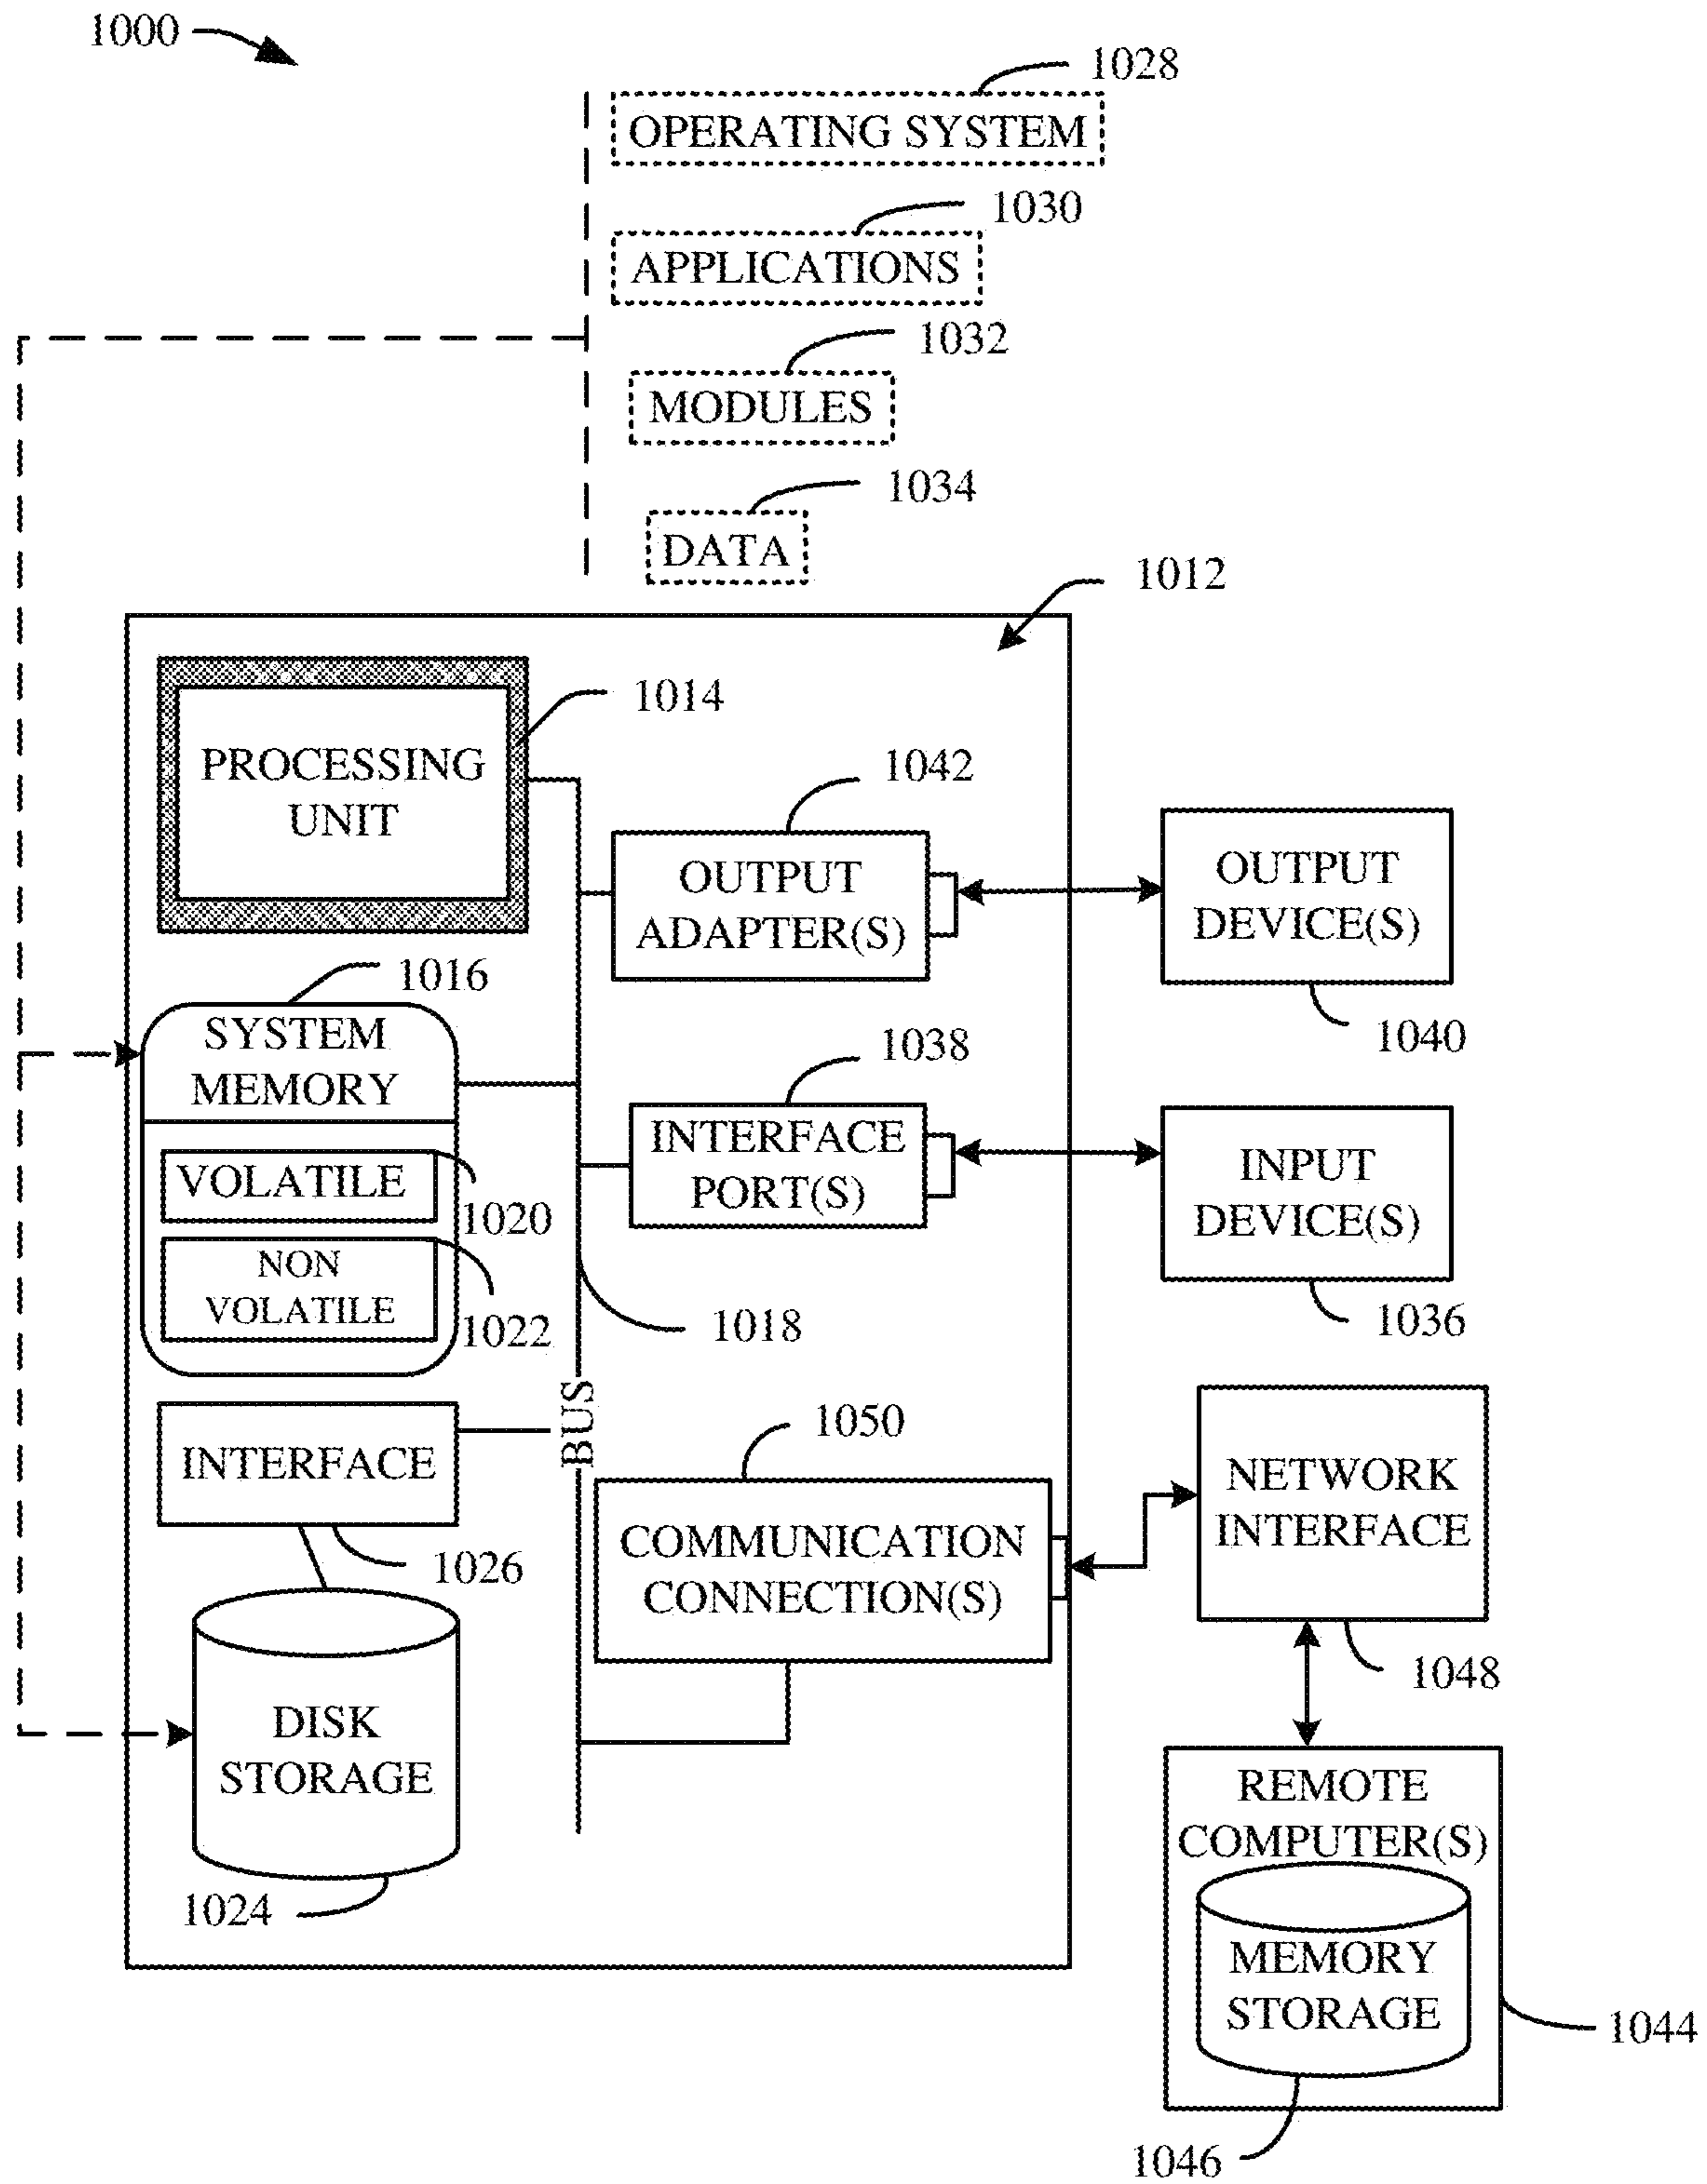 1000
1028
OPERATING SYSTEM
1030
APPLICATIONS
1032
MODULES
1034
DATA
1012
1014
PROCESSING
UNIT
1042
OUTPUT
ADAPTER(S)
OUTPUT
DEVICE(S)
1040
1016
SYSTEM
MEMORY
1038
INTERFACE
PORT(S)
INPUT
DEVICE(S)
1036
VOLATILE
1020
NON
VOLATILE
1022
1018
BUS
INTERFACE
1026
1050
COMMUNICATION
CONNECTION(S)
NETWORK
INTERFACE
1048
DISK
STORAGE
1024
REMOTE
COMPUTER(S)
MEMORY
STORAGE
1044
1046